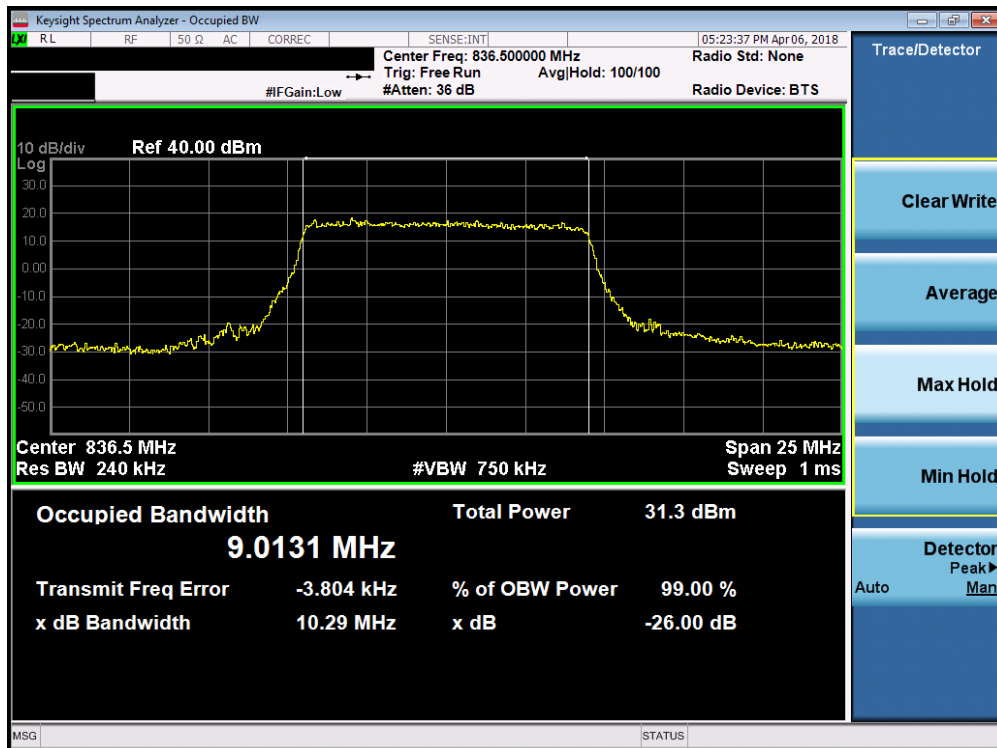 Keysight Spectrum Analyzer - Occupied BW
LXI RL RF 50 Ω AC CORREC SENSE:INT 05:23:37 PM Apr 06, 2018
Center Freq: 836.500000 MHz Radio Std: None
Trig: Free Run Avg|Hold: 100/100
#IFGain:Low #Atten: 36 dB Radio Device: BTS
10 dB/div Ref 40.00 dBm
Log
30.0
20.0
10.0
0.00
-10.0
-20.0
-30.0
-40.0
-50.0
Center 836.5 MHz Span 25 MHz
Res BW 240 kHz #VBW 750 kHz Sweep 1 ms
Occupied Bandwidth Total Power 31.3 dBm
9.0131 MHz
Transmit Freq Error -3.804 kHz % of OBW Power 99.00 %
x dB Bandwidth 10.29 MHz x dB -26.00 dB
MSG STATUS
Trace/Detector
Clear Write
Average
Max Hold
Min Hold
Detector
Peak▶
Auto Man